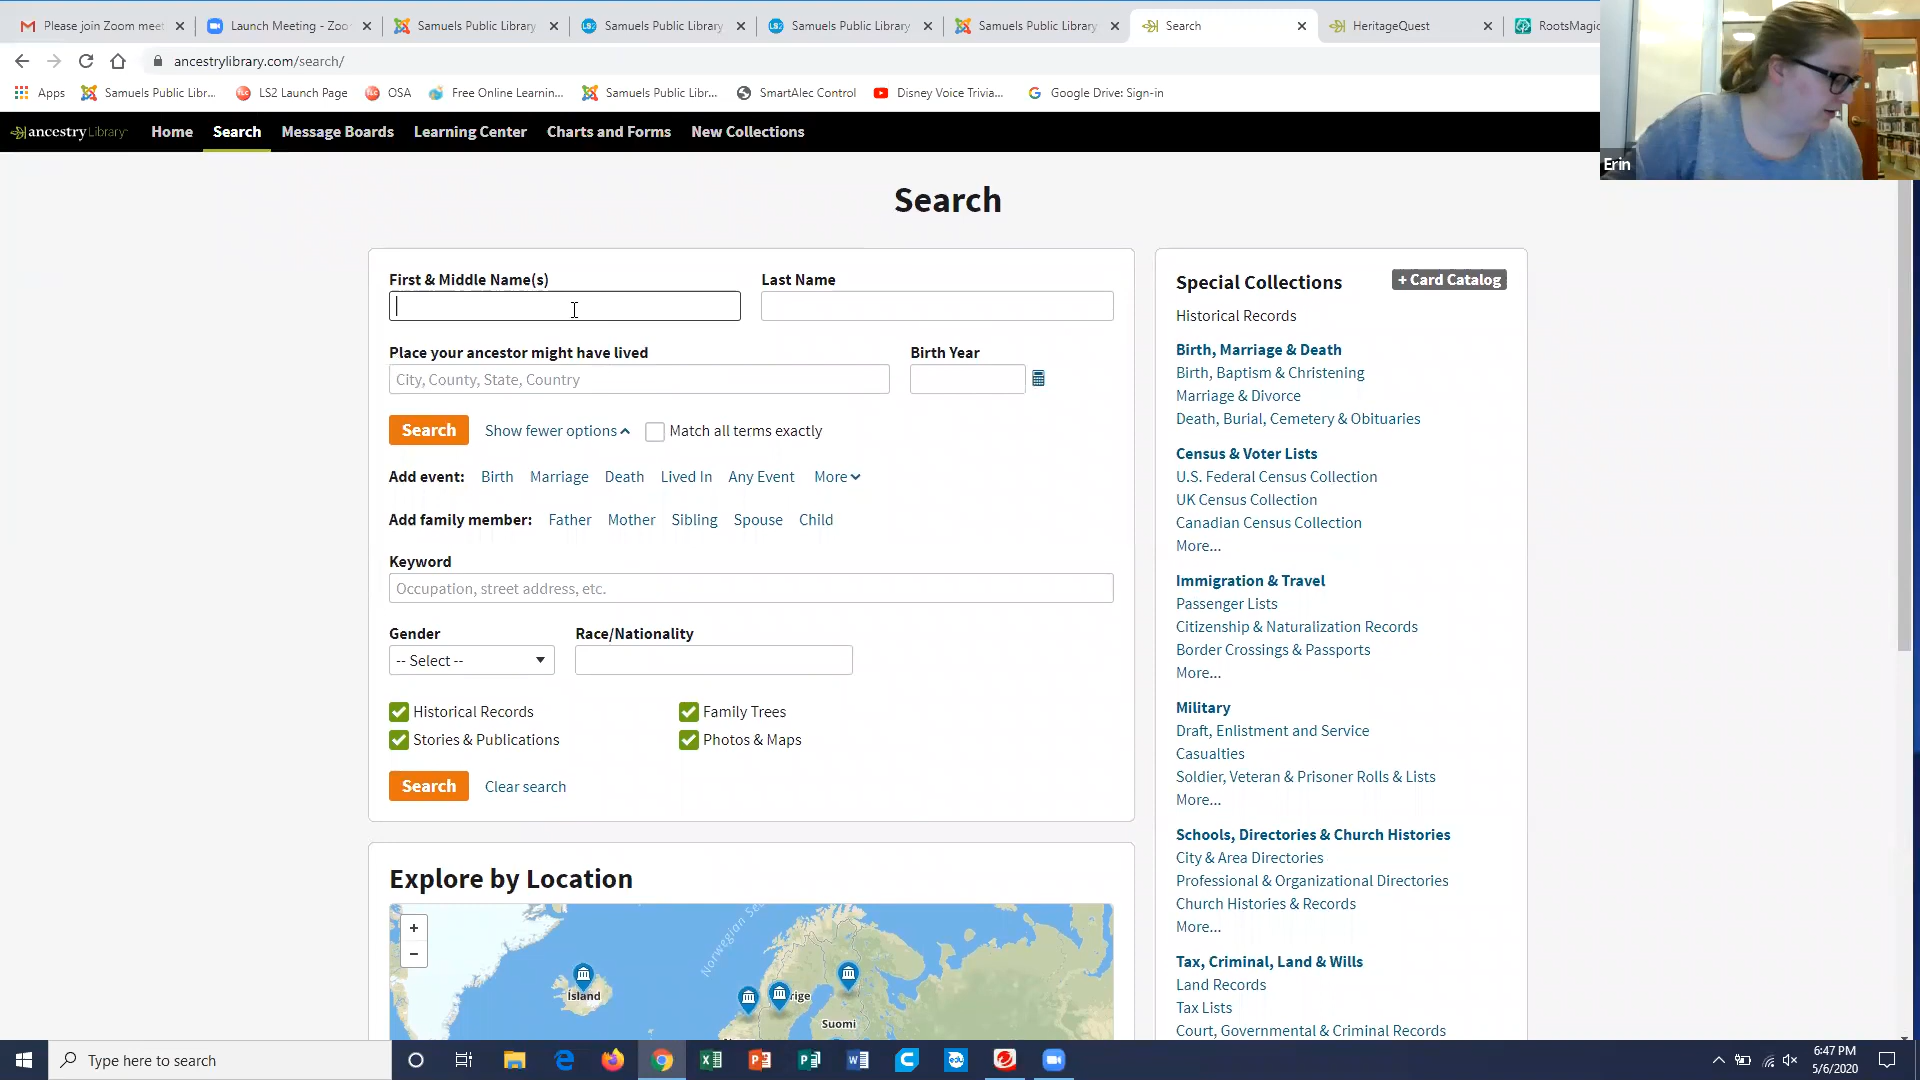 Please join Zoom meet
Launch Meeting - Zoo
Samuels Public Library
Samuels Public Library
Samuels Public Library
Samuels Public Library
Search
HeritageQuest
RootsMagic
ancestrylibrary.com/search/
Apps
Samuels Public Libr...
LS2 Launch Page
OSA
Free Online Learnin...
Samuels Public Libr...
SmartAlec Control
Disney Voice Trivia...
Google Drive: Sign-in
ancestryLibrary
Home
Search
Message Boards
Learning Center
Charts and Forms
New Collections
Erin
Search
First & Middle Name(s)
Last Name
Place your ancestor might have lived
Birth Year
City, County, State, Country
Search
Show fewer options
Match all terms exactly
Add event: Birth Marriage Death Lived In Any Event More
Add family member: Father Mother Sibling Spouse Child
Keyword
Occupation, street address, etc.
Gender
Race/Nationality
-- Select --
Historical Records
Family Trees
Stories & Publications
Photos & Maps
Search
Clear search
Explore by Location
+
−
Norwegian Se
Island
rige
Suomi
Special Collections
+ Card Catalog
Historical Records
Birth, Marriage & Death
Birth, Baptism & Christening
Marriage & Divorce
Death, Burial, Cemetery & Obituaries
Census & Voter Lists
U.S. Federal Census Collection
UK Census Collection
Canadian Census Collection
More...
Immigration & Travel
Passenger Lists
Citizenship & Naturalization Records
Border Crossings & Passports
More...
Military
Draft, Enlistment and Service
Casualties
Soldier, Veteran & Prisoner Rolls & Lists
More...
Schools, Directories & Church Histories
City & Area Directories
Professional & Organizational Directories
Church Histories & Records
More...
Tax, Criminal, Land & Wills
Land Records
Tax Lists
Court, Governmental & Criminal Records
Type here to search
6:47 PM
5/6/2020